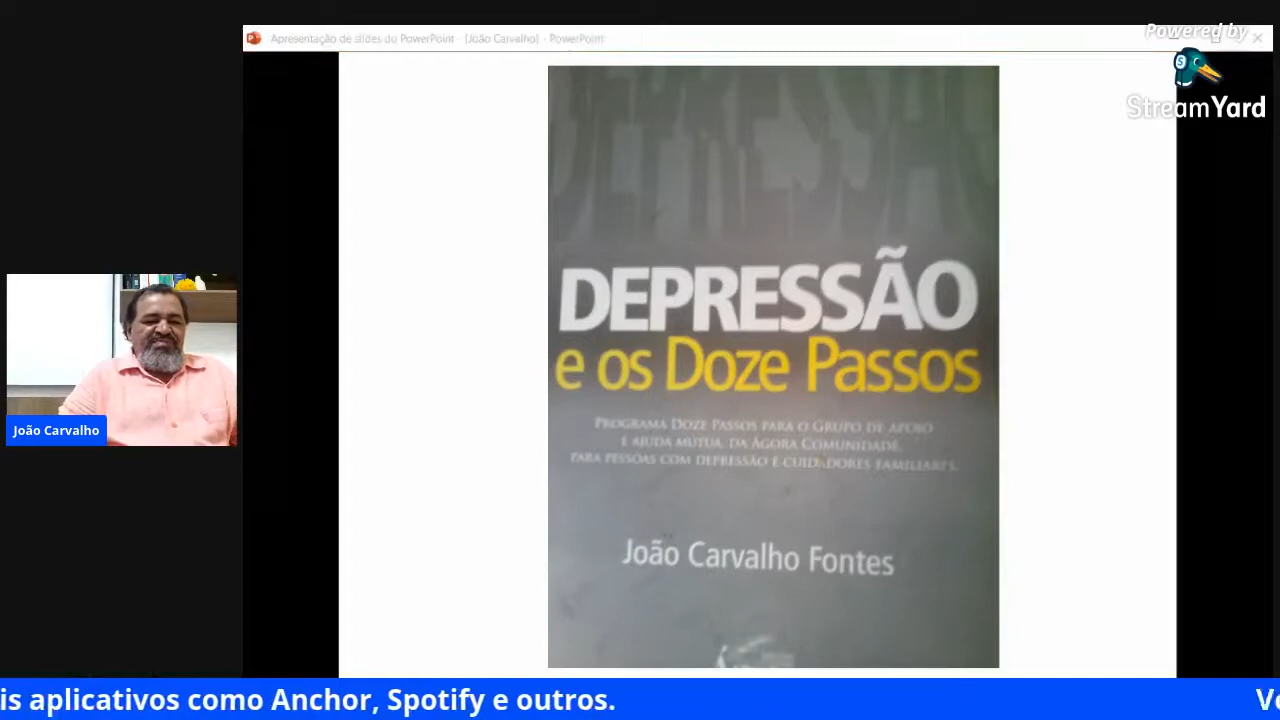 Apresentação de slides do PowerPoint - [João Carvalho] - PowerPoint
Powered by
StreamYard
DEPRESSÃO
e os Doze Passos
PROGRAMA DOZE PASSOS PARA O GRUPO DE APOIO
E AJUDA MÚTUA, DA ÁGORA COMUNIDADE,
PARA PESSOAS COM DEPRESSÃO E CUIDADORES FAMILIARES.
João Carvalho Fontes
João Carvalho
is aplicativos como Anchor, Spotify e outros.